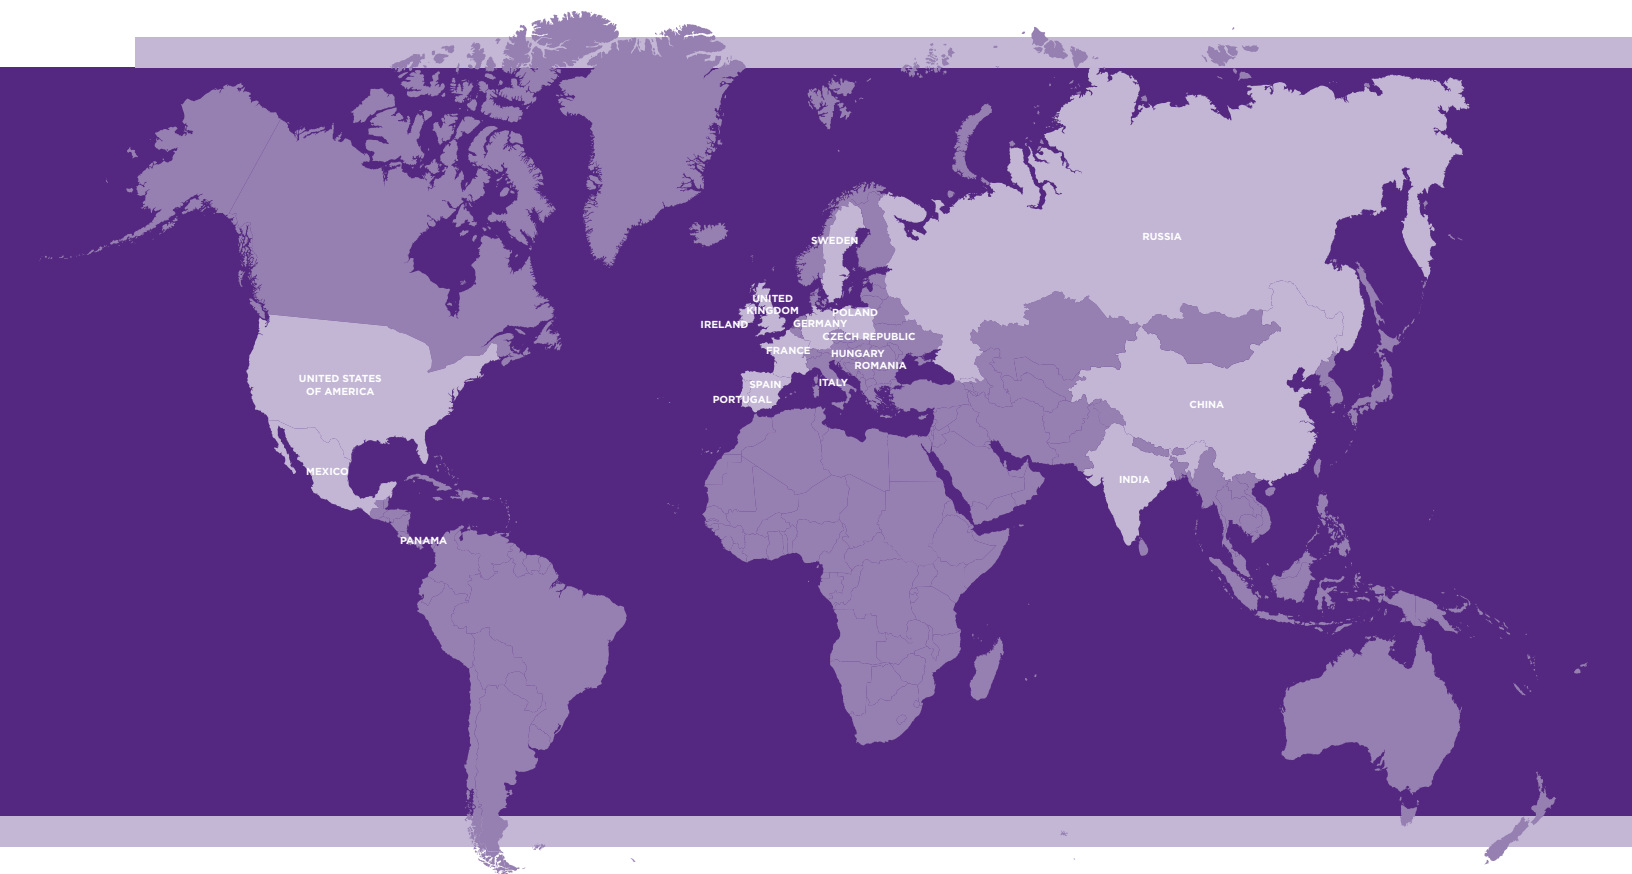 SWEDEN
RUSSIA
UNITED
KINGDOM
IRELAND
POLAND
GERMANY
CZECH REPUBLIC
FRANCE
HUNGARY
ROMANIA
SPAIN
ITALY
PORTUGAL
UNITED STATES
OF AMERICA
CHINA
MEXICO
INDIA
PANAMA